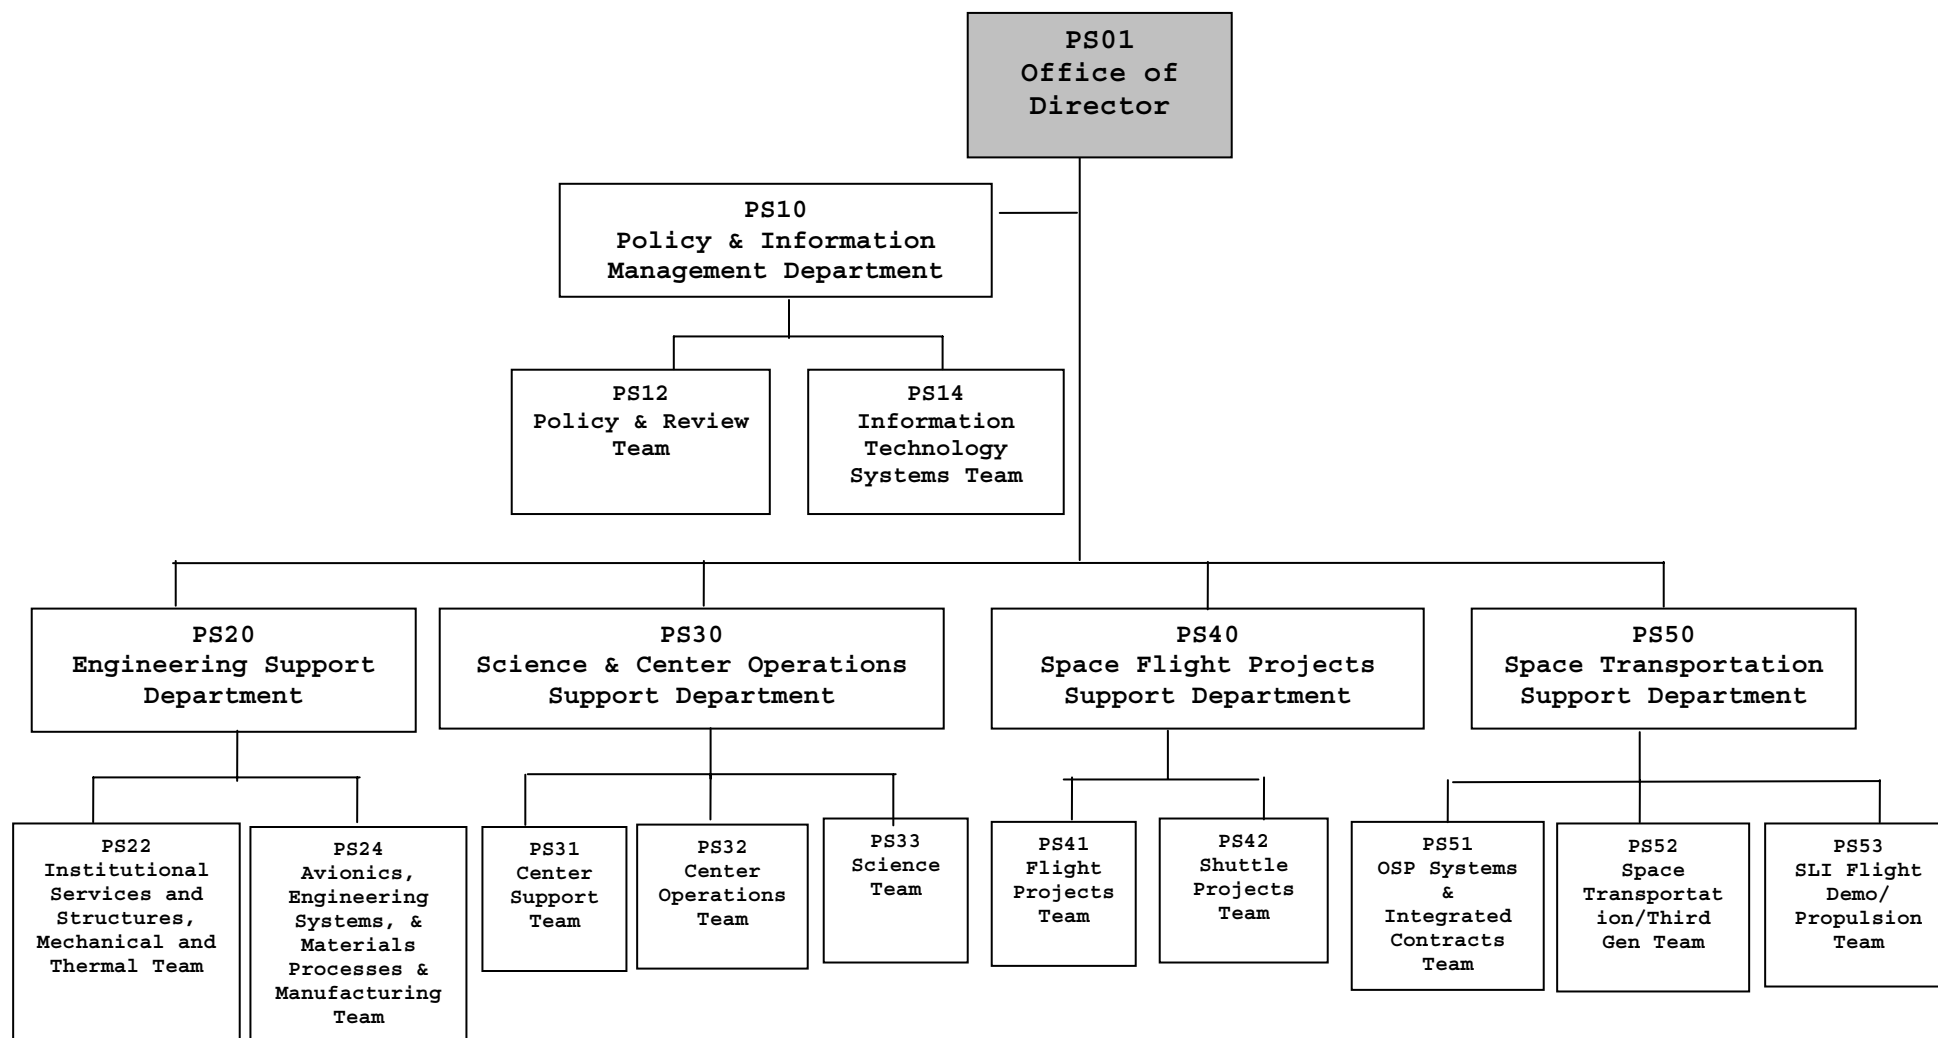 PS01
Office of
Director
PS10
Policy & Information
Management Department
PS12
Policy & Review
Team
PS14
Information
Technology
Systems Team
PS20
Engineering Support
Department
PS30
Science & Center Operations
Support Department
PS40
Space Flight Projects
Support Department
PS50
Space Transportation
Support Department
PS22
Institutional
Services and
Structures,
Mechanical and
Thermal Team
PS24
Avionics,
Engineering
Systems, &
Materials
Processes &
Manufacturing
Team
PS31
Center
Support
Team
PS32
Center
Operations
Team
PS33
Science
Team
PS41
Flight
Projects
Team
PS42
Shuttle
Projects
Team
PS51
OSP Systems
&
Integrated
Contracts
Team
PS52
Space
Transportat
ion/Third
Gen Team
PS53
SLI Flight
Demo/
Propulsion
Team